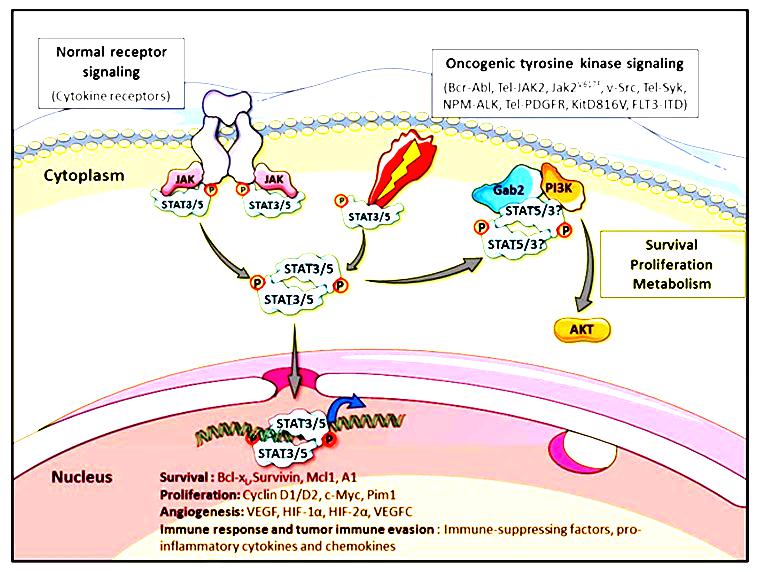 Normal receptor
signaling
(Cytokine receptors)
Oncogenic tyrosine kinase signaling
(Bcr-Abl, Tel-JAK2, Jak2V617F, v-Src, Tel-Syk,
NPM-ALK, Tel-PDGFR, KitD816V, FLT3-ITD)
Cytoplasm
JAK
JAK
P
P
STAT3/5
STAT3/5
P
STAT3/5
Gab2
PI3K
STAT5/3?
P
P
STAT5/3?
Survival
Proliferation
Metabolism
STAT3/5
P
P
STAT3/5
AKT
STAT3/5
P
P
STAT3/5
Nucleus
Survival : Bcl-xL, Survivin, Mcl1, A1
Proliferation: Cyclin D1/D2, c-Myc, Pim1
Angiogenesis: VEGF, HIF-1α, HIF-2α, VEGFC
Immune response and tumor immune evasion : Immune-suppressing factors, pro-
inflammatory cytokines and chemokines